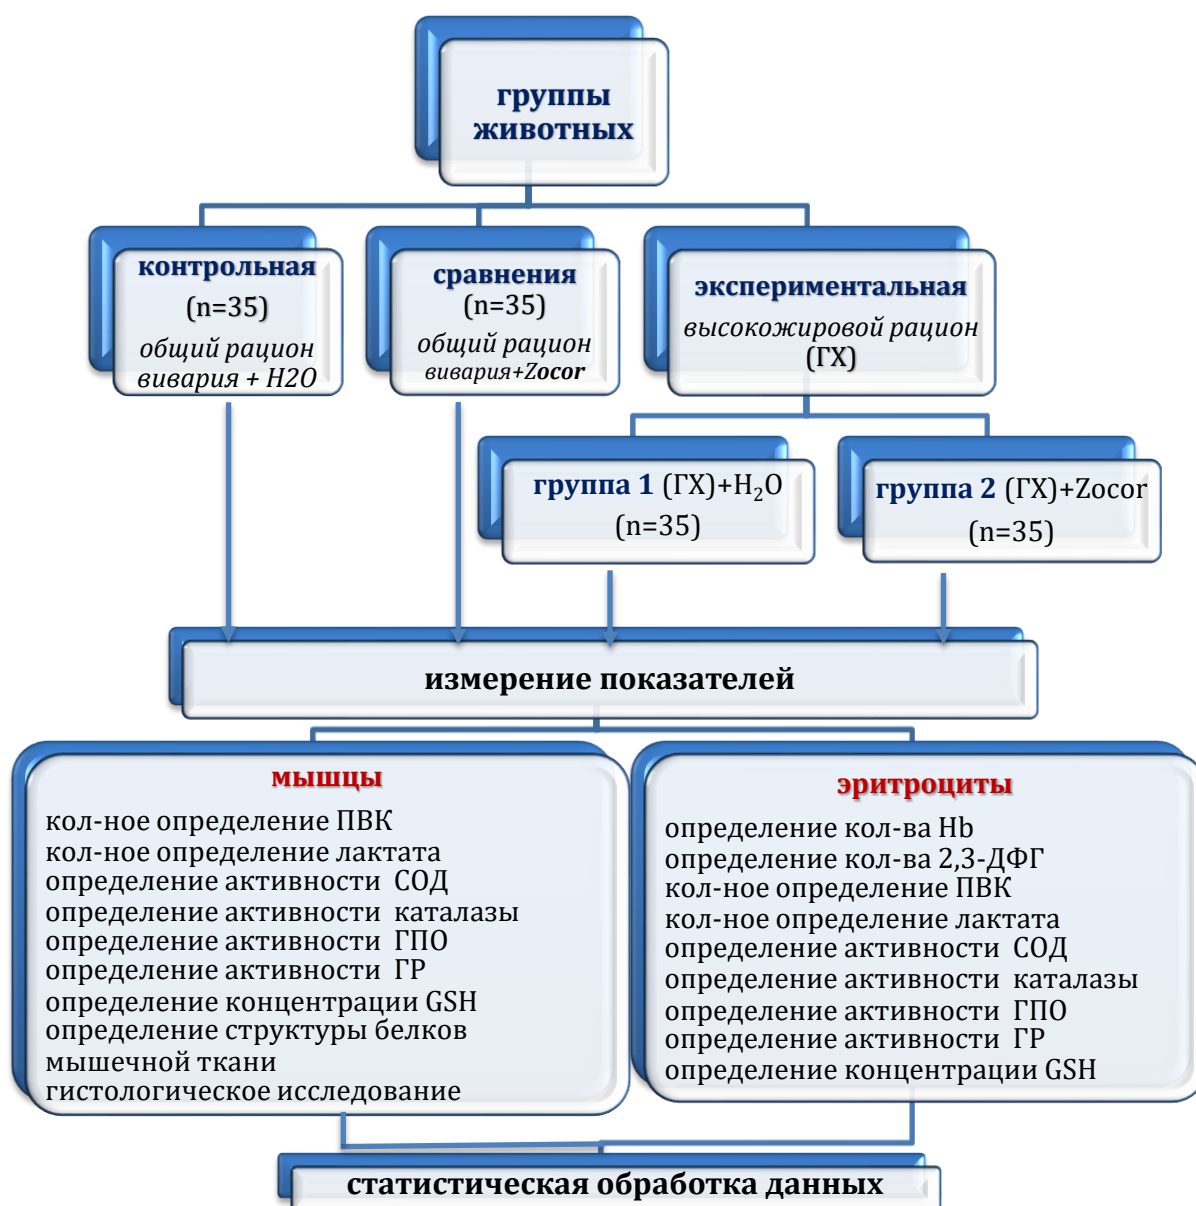 группы
животных
контрольная
(n=35)
общий рацион
вивария + H2O
сравнения
(n=35)
общий рацион
вивария+Zocor
экспериментальная
высокожировой рацион
(ГХ)
группа 1 (ГХ)+H₂O
(n=35)
группа 2 (ГХ)+Zocor
(n=35)
измерение показателей
мышцы
кол-ное определение ПВК
кол-ное определение лактата
определение активности СОД
определение активности каталазы
определение активности ГПО
определение активности ГР
определение концентрации GSH
определение структуры белков
мышечной ткани
гистологическое исследование
эритроциты
определение кол-ва Hb
определение кол-ва 2,3-ДФГ
кол-ное определение ПВК
кол-ное определение лактата
определение активности СОД
определение активности каталазы
определение активности ГПО
определение активности ГР
определение концентрации GSH
статистическая обработка данных